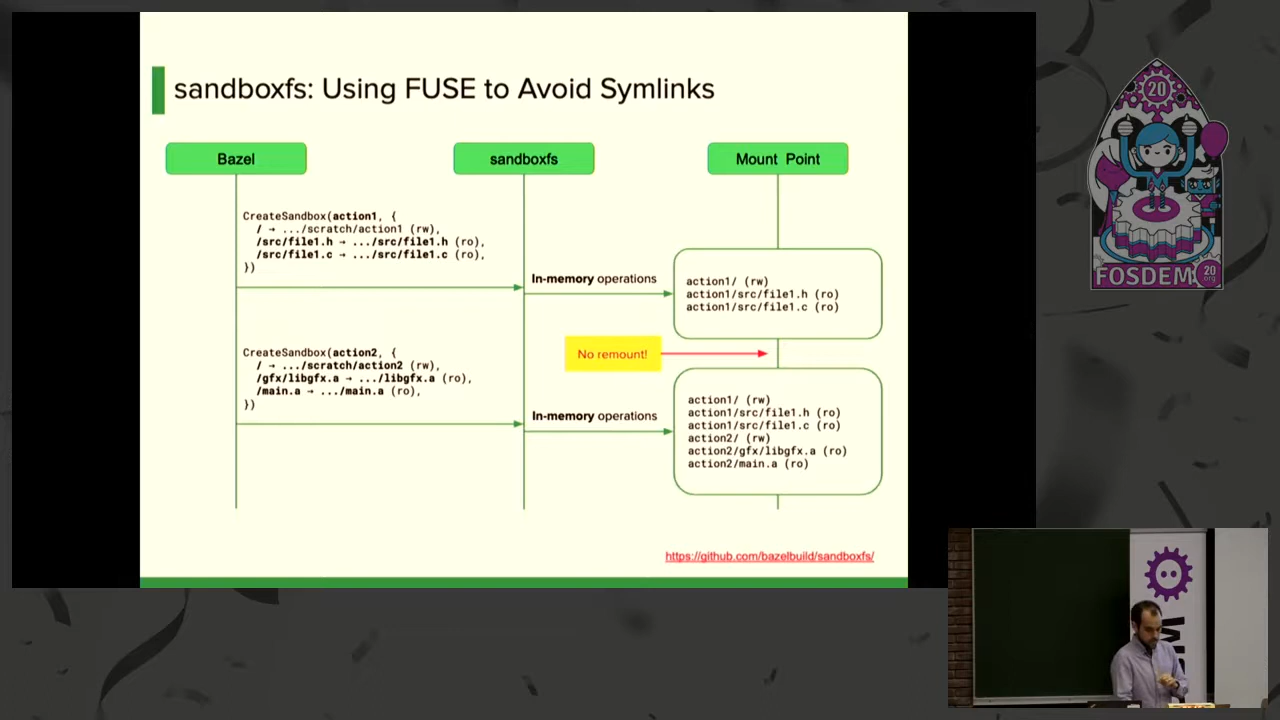 sandboxfs: Using FUSE to Avoid Symlinks
Bazel
sandboxfs
Mount Point
CreateSandbox(action1, {
/ → .../scratch/action1 (rw),
/src/file1.h → .../src/file1.h (ro),
/src/file1.c → .../src/file1.c (ro),
})
In-memory operations
action1/ (rw)
action1/src/file1.h (ro)
action1/src/file1.c (ro)
No remount!
CreateSandbox(action2, {
/ → .../scratch/action2 (rw),
/gfx/libgfx.a → .../libgfx.a (ro),
/main.a → .../main.a (ro),
})
In-memory operations
action1/ (rw)
action1/src/file1.h (ro)
action1/src/file1.c (ro)
action2/ (rw)
action2/gfx/libgfx.a (ro)
action2/main.a (ro)
https://github.com/bazelbuild/sandboxfs/
20
FOSDEM
20
.org